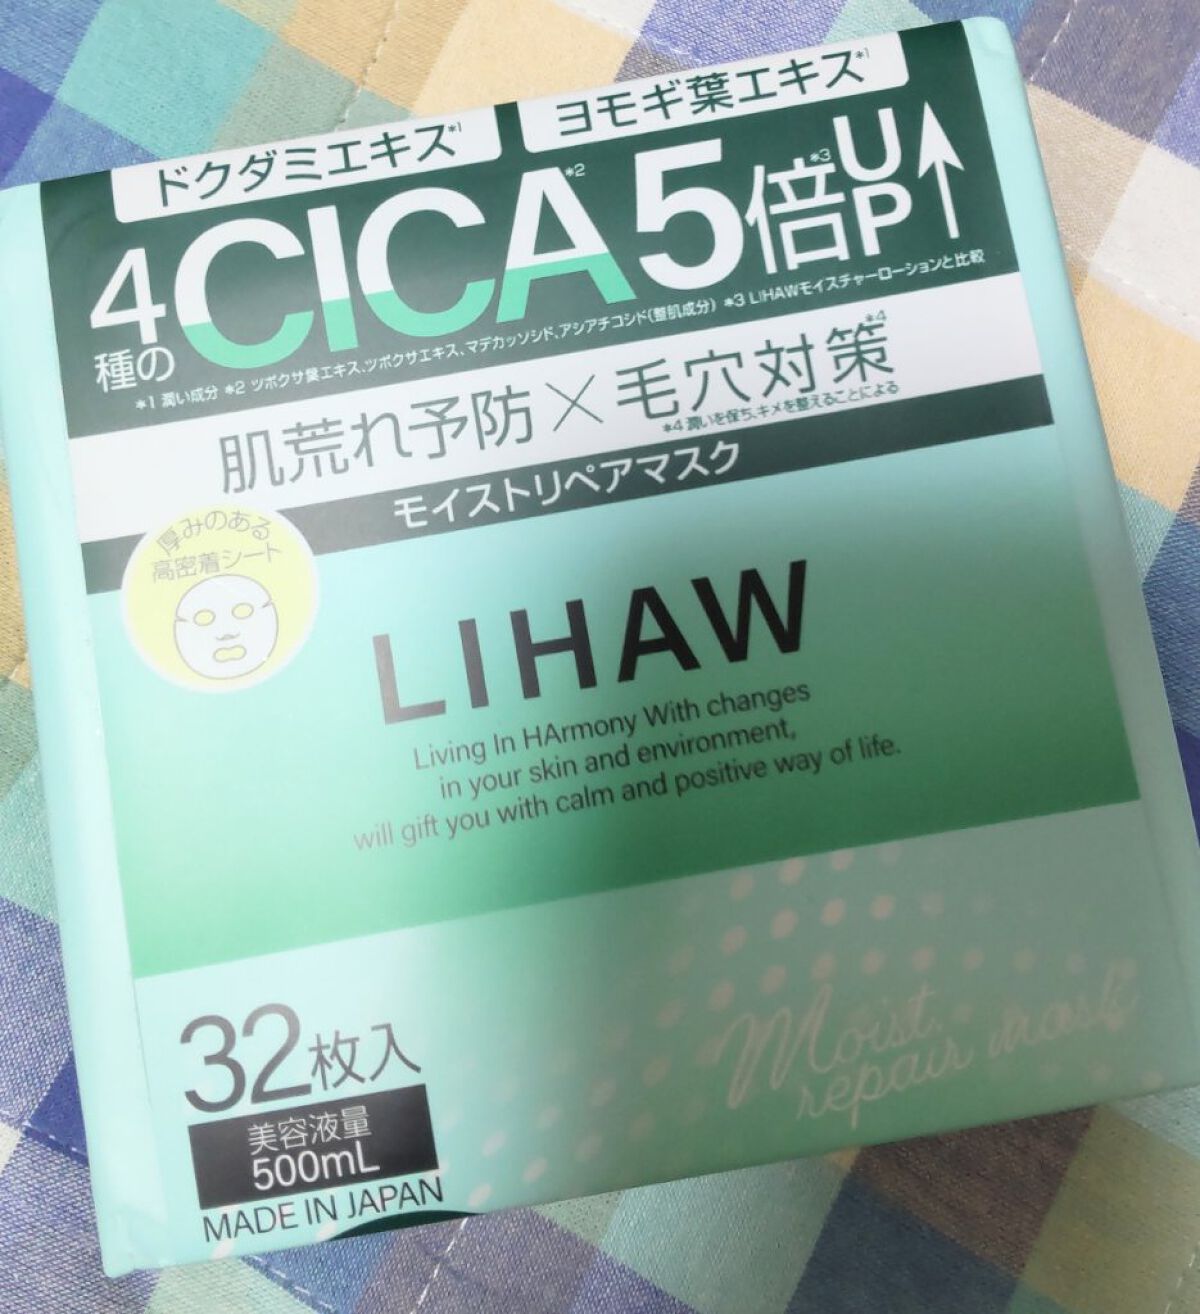 ドクダミエキス*1
ヨモギ葉エキス*1
4種のCICA*2 5倍*3 UP
*1 潤い成分 *2 ツボクサ葉エキス、ツボクサエキス、マデカッソシド、アシアチコシド(整肌成分) *3 LIHAWモイスチャーローションと比較
肌荒れ予防×毛穴対策*4
*4 潤いを保ち、キメを整えることによる
モイストリペアマスク
厚みのある
高密着シート
LIHAW
Living In HArmony With changes
in your skin and environment,
will gift you with calm and positive way of life.
32枚入
美容液量
500mL
MADE IN JAPAN
Moist
repair mask